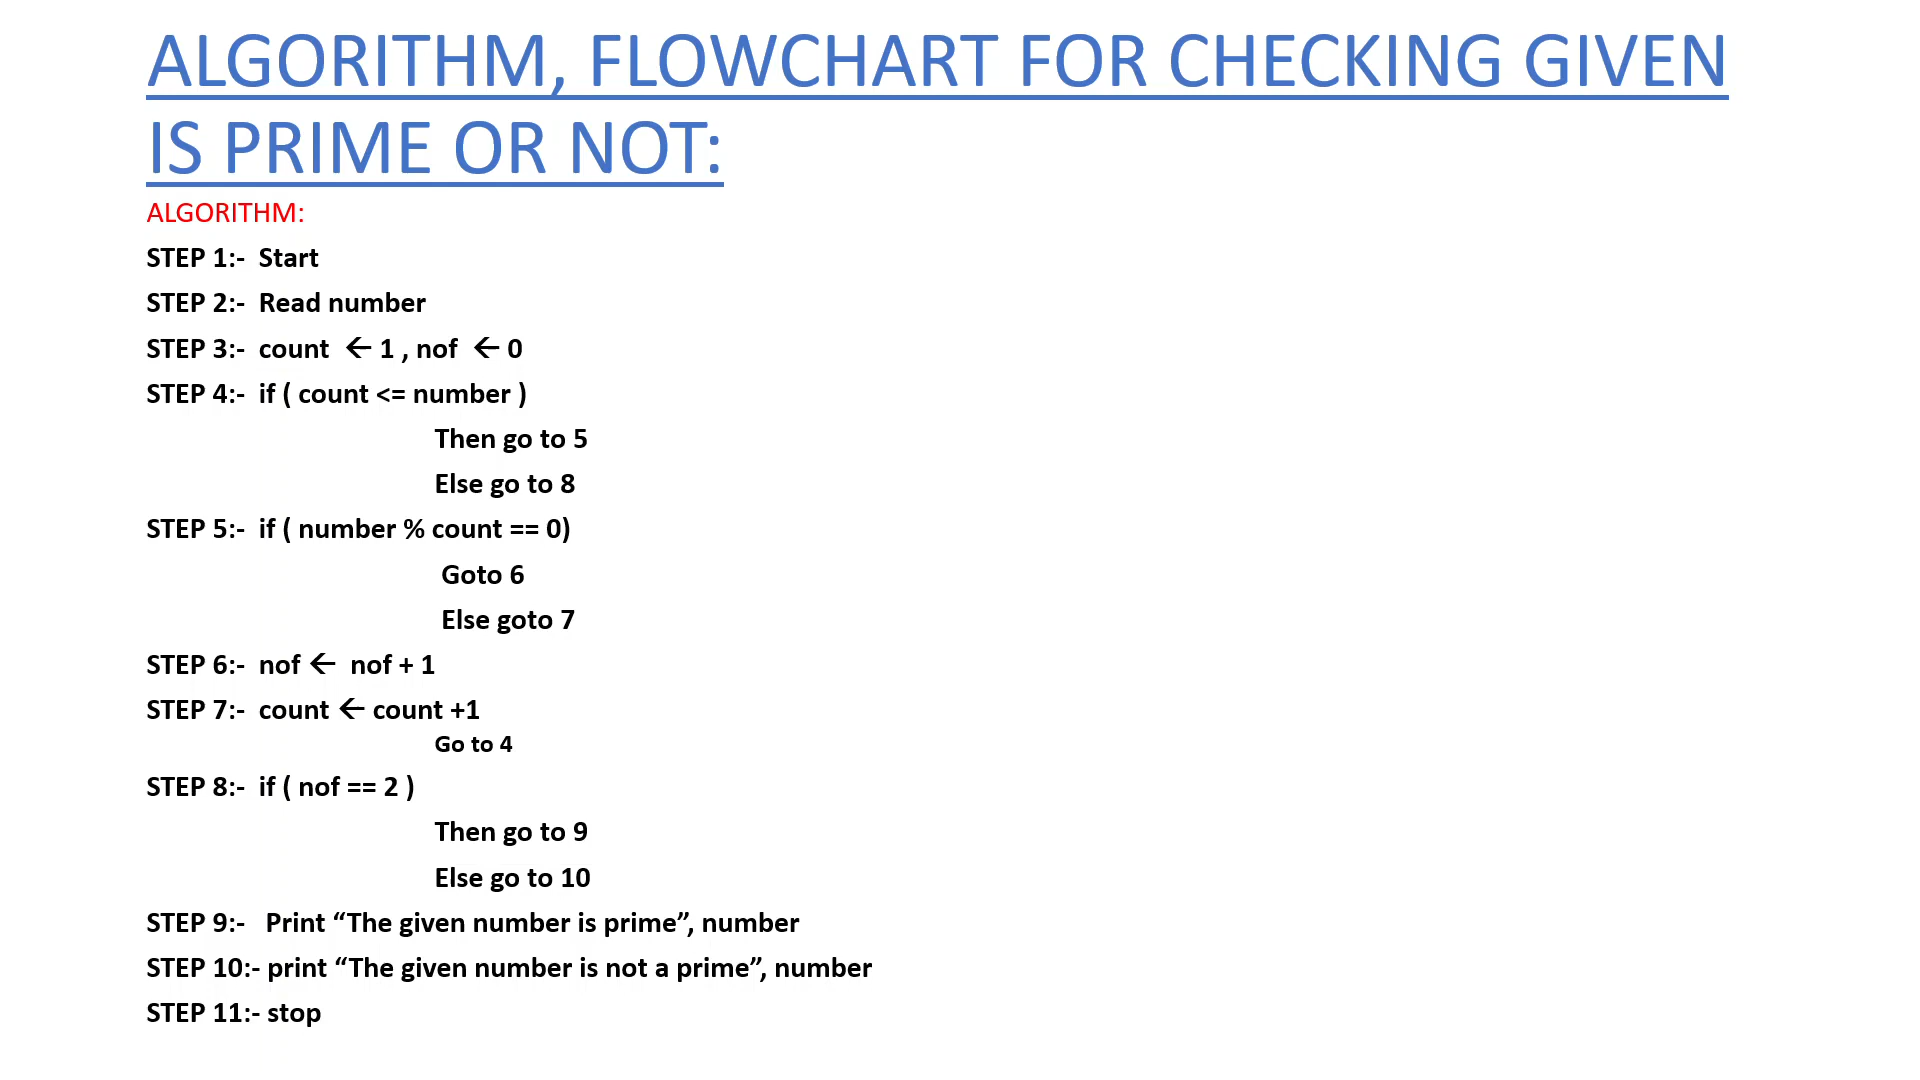 ALGORITHM, FLOWCHART FOR CHECKING GIVEN
IS PRIME OR NOT:
ALGORITHM:
STEP 1:- Start
STEP 2:- Read number
STEP 3:- count ← 1 , nof ← 0
STEP 4:- if ( count <= number )
Then go to 5
Else go to 8
STEP 5:- if ( number % count == 0)
Goto 6
Else goto 7
STEP 6:- nof ← nof + 1
STEP 7:- count ← count +1
Go to 4
STEP 8:- if ( nof == 2 )
Then go to 9
Else go to 10
STEP 9:- Print “The given number is prime”, number
STEP 10:- print “The given number is not a prime”, number
STEP 11:- stop